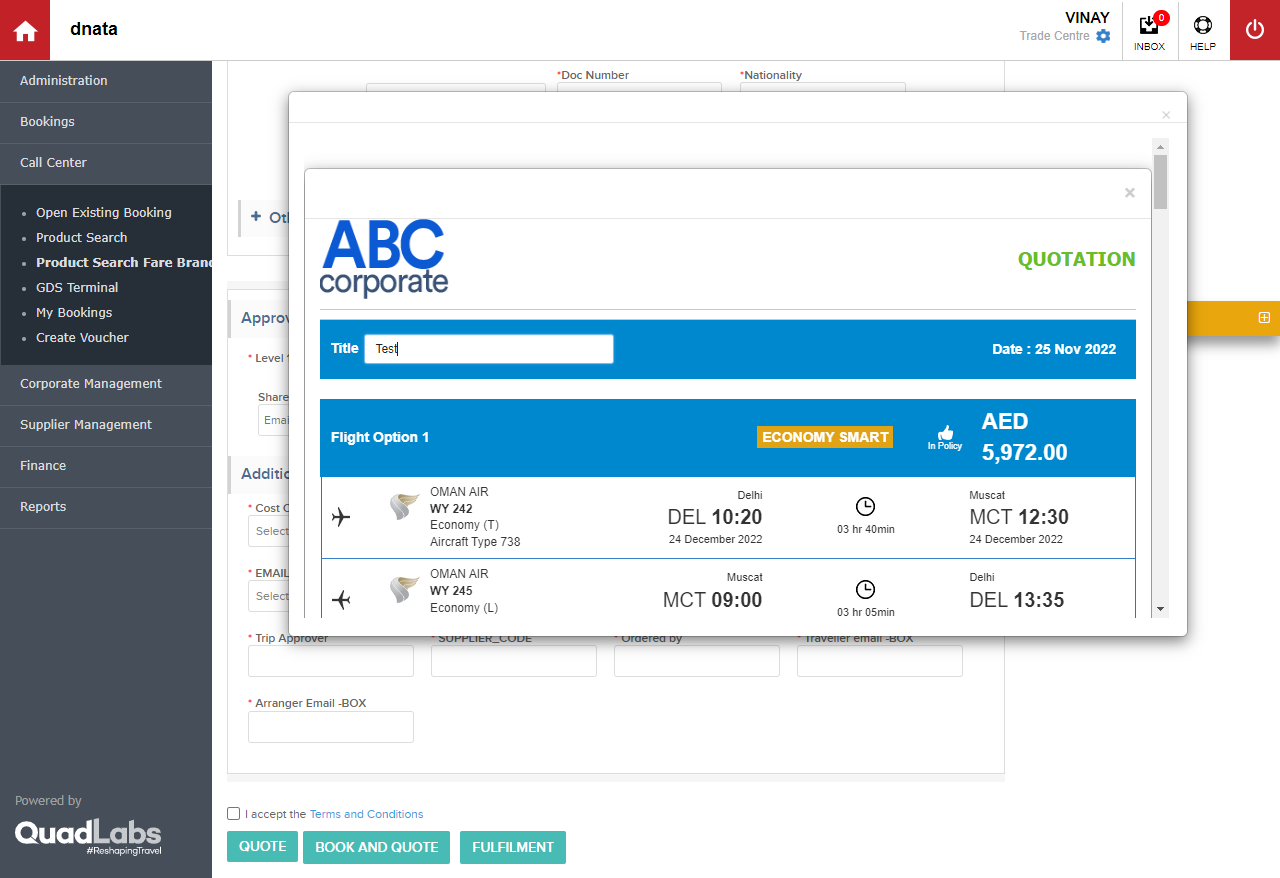 dnata
VINAY
Trade Centre
0
INBOX
HELP
Administration
Bookings
Call Center
Open Existing Booking
Product Search
Product Search Fare Brand
GDS Terminal
My Bookings
Create Voucher
Corporate Management
Supplier Management
Finance
Reports
Powered by
QuadLabs
#ReshapingTravel
*Doc Number
*Nationality
×
×
ABC
corporate
QUOTATION
Title
Test
Date : 25 Nov 2022
Flight Option 1
ECONOMY SMART
In Policy
AED
5,972.00
OMAN AIR
WY 242
Economy (T)
Aircraft Type 738
Delhi
DEL 10:20
24 December 2022
03 hr 40min
Muscat
MCT 12:30
24 December 2022
OMAN AIR
WY 245
Economy (L)
Muscat
MCT 09:00
03 hr 05min
Delhi
DEL 13:35
+ Oth
Approv
* Level 1
Share
Emai
Additio
* Cost C
Select
* EMAIL
Select
* Trip Approver
* SUPPLIER_CODE
* Ordered by
* Traveller email -BOX
* Arranger Email -BOX
I accept the Terms and Conditions
QUOTE
BOOK AND QUOTE
FULFILMENT